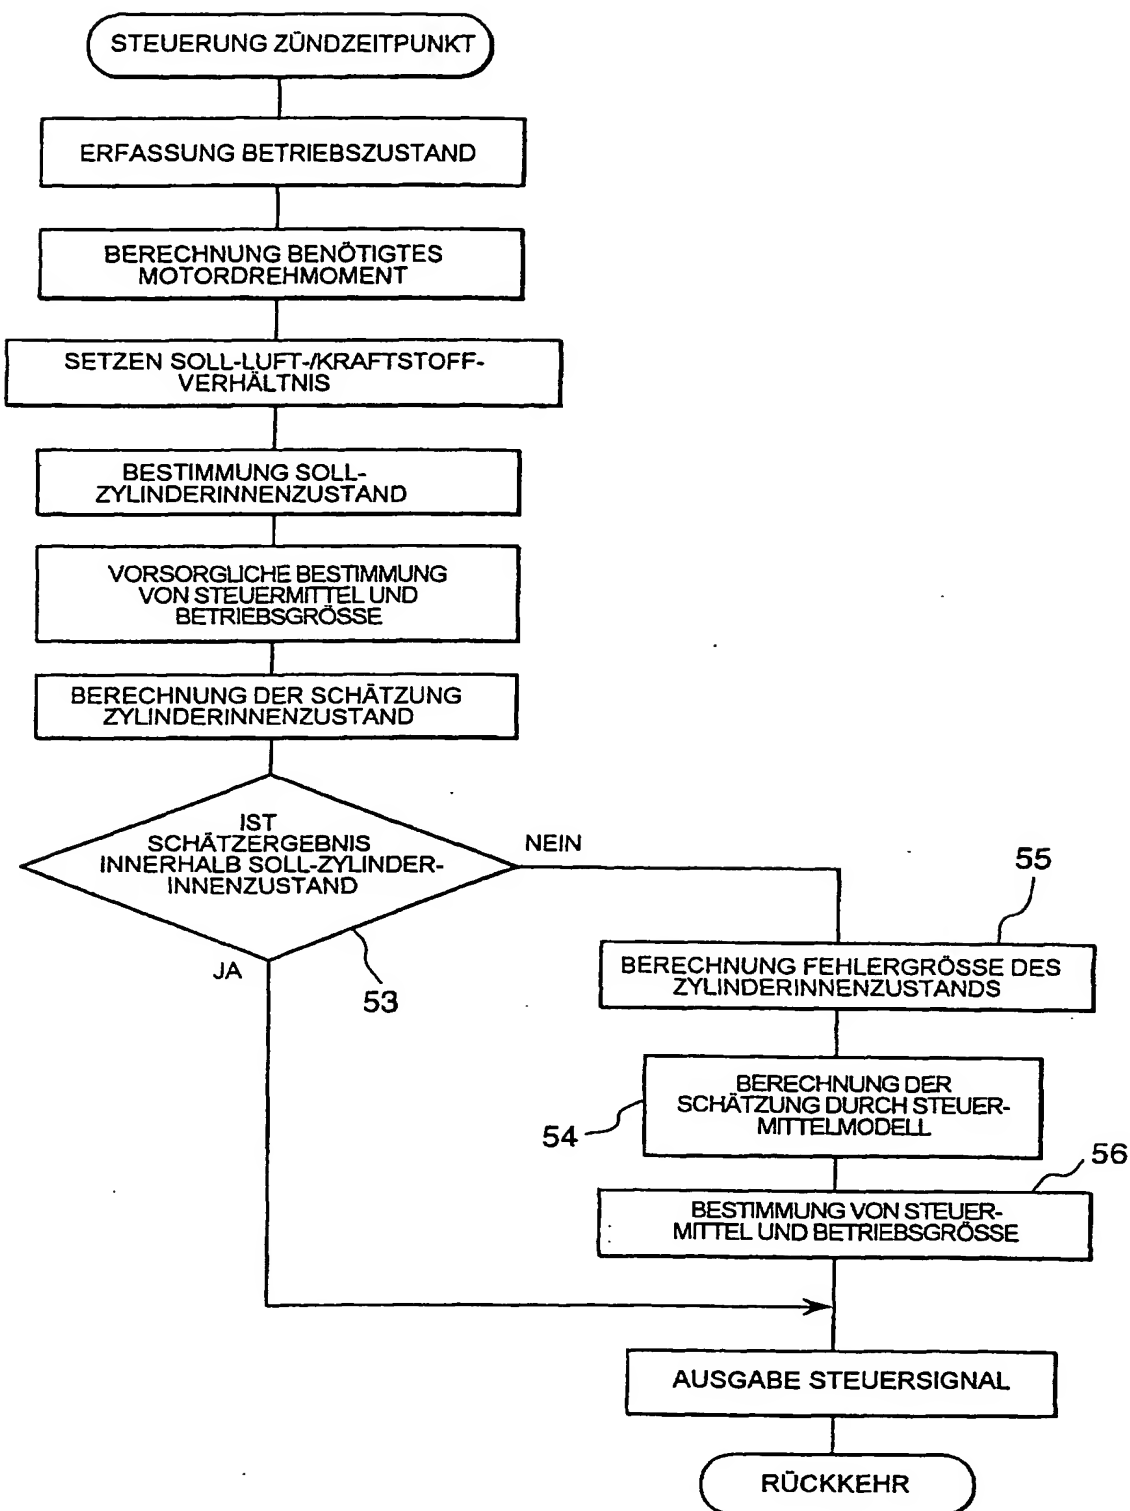 STEUERUNG ZÜNDZEITPUNKT
ERFASSUNG BETRIEBSZUSTAND
BERECHNUNG BENÖTIGTES
MOTORDREHMOMENT
SETZEN SOLL-LUFT-/KRAFTSTOFF-
VERHÄLTNIS
BESTIMMUNG SOLL-
ZYLINDERINNENZUSTAND
VORSORGLICHE BESTIMMUNG
VON STEUERMITTEL UND
BETRIEBSGRÖSSE
BERECHNUNG DER SCHÄTZUNG
ZYLINDERINNENZUSTAND
IST
SCHÄTZERGEBNIS
INNERHALB SOLL-ZYLINDER-
INNENZUSTAND
NEIN
JA
53
55
BERECHNUNG FEHLERGRÖSSE DES
ZYLINDERINNENZUSTANDS
BERECHNUNG DER
SCHÄTZUNG DURCH STEUER-
MITTELMODELL
54
56
BESTIMMUNG VON STEUER-
MITTEL UND BETRIEBSGRÖSSE
AUSGABE STEUERSIGNAL
RÜCKKEHR